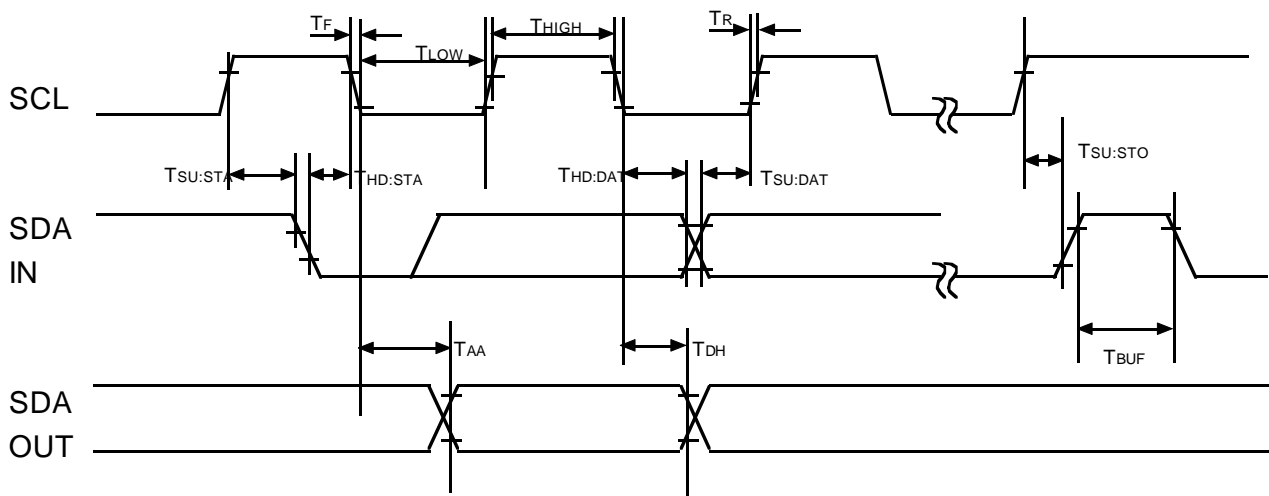 TF
TLOW
THIGH
TR
SCL
TSU:STA
THD:STA
THD:DAT
TSU:DAT
TSU:STO
SDA
IN
TAA
TDH
TBUF
SDA
OUT